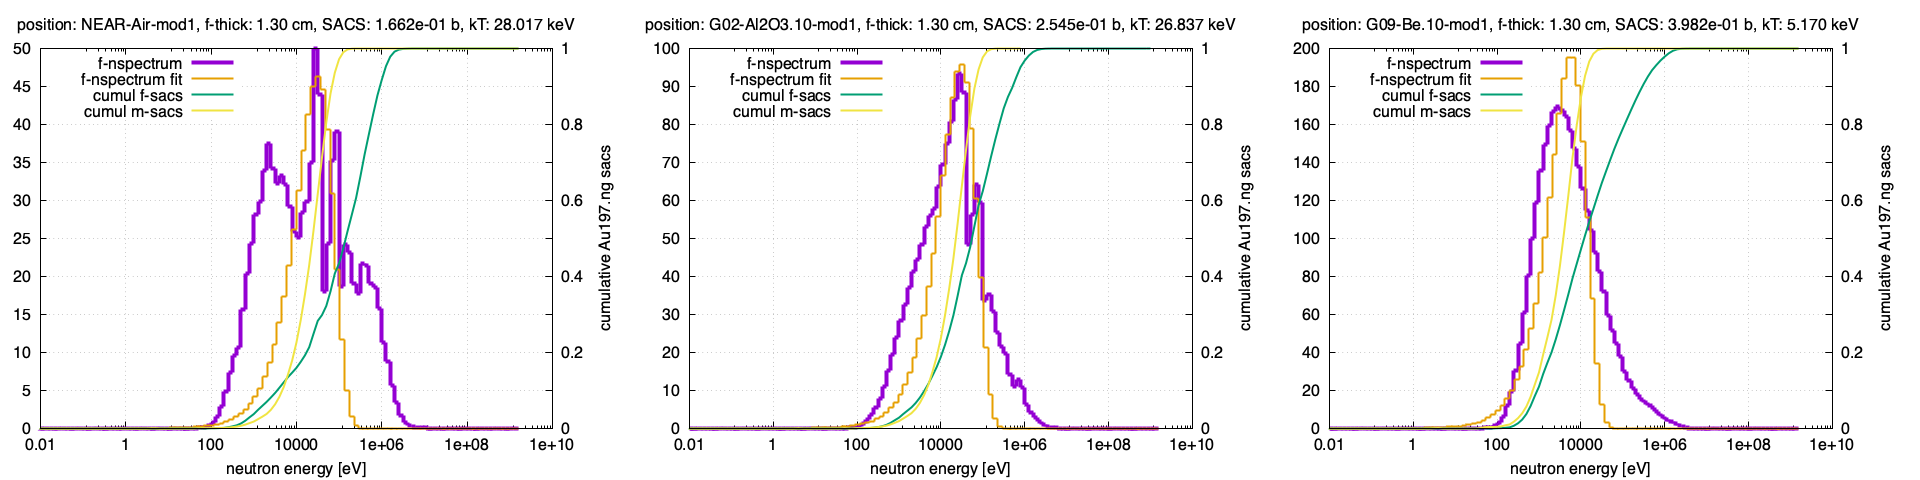 position: NEAR-Air-mod1, f-thick: 1.30 cm, SACS: 1.662e-01 b, kT: 28.017 keV
f-nspectrum
f-nspectrum fit
cumul f-sacs
cumul m-sacs
50
45
40
35
30
25
20
15
10
5
0
1
0.8
0.6
0.4
0.2
0
0.01
1
100
10000
1e+06
1e+08
1e+10
neutron energy [eV]
cumulative Au197.ng sacs
position: G02-Al2O3.10-mod1, f-thick: 1.30 cm, SACS: 2.545e-01 b, kT: 26.837 keV
f-nspectrum
f-nspectrum fit
cumul f-sacs
cumul m-sacs
100
90
80
70
60
50
40
30
20
10
0
1
0.8
0.6
0.4
0.2
0
0.01
1
100
10000
1e+06
1e+08
1e+10
neutron energy [eV]
cumulative Au197.ng sacs
position: G09-Be.10-mod1, f-thick: 1.30 cm, SACS: 3.982e-01 b, kT: 5.170 keV
f-nspectrum
f-nspectrum fit
cumul f-sacs
cumul m-sacs
200
180
160
140
120
100
80
60
40
20
0
1
0.8
0.6
0.4
0.2
0
0.01
1
100
10000
1e+06
1e+08
1e+10
neutron energy [eV]
cumulative Au197.ng sacs